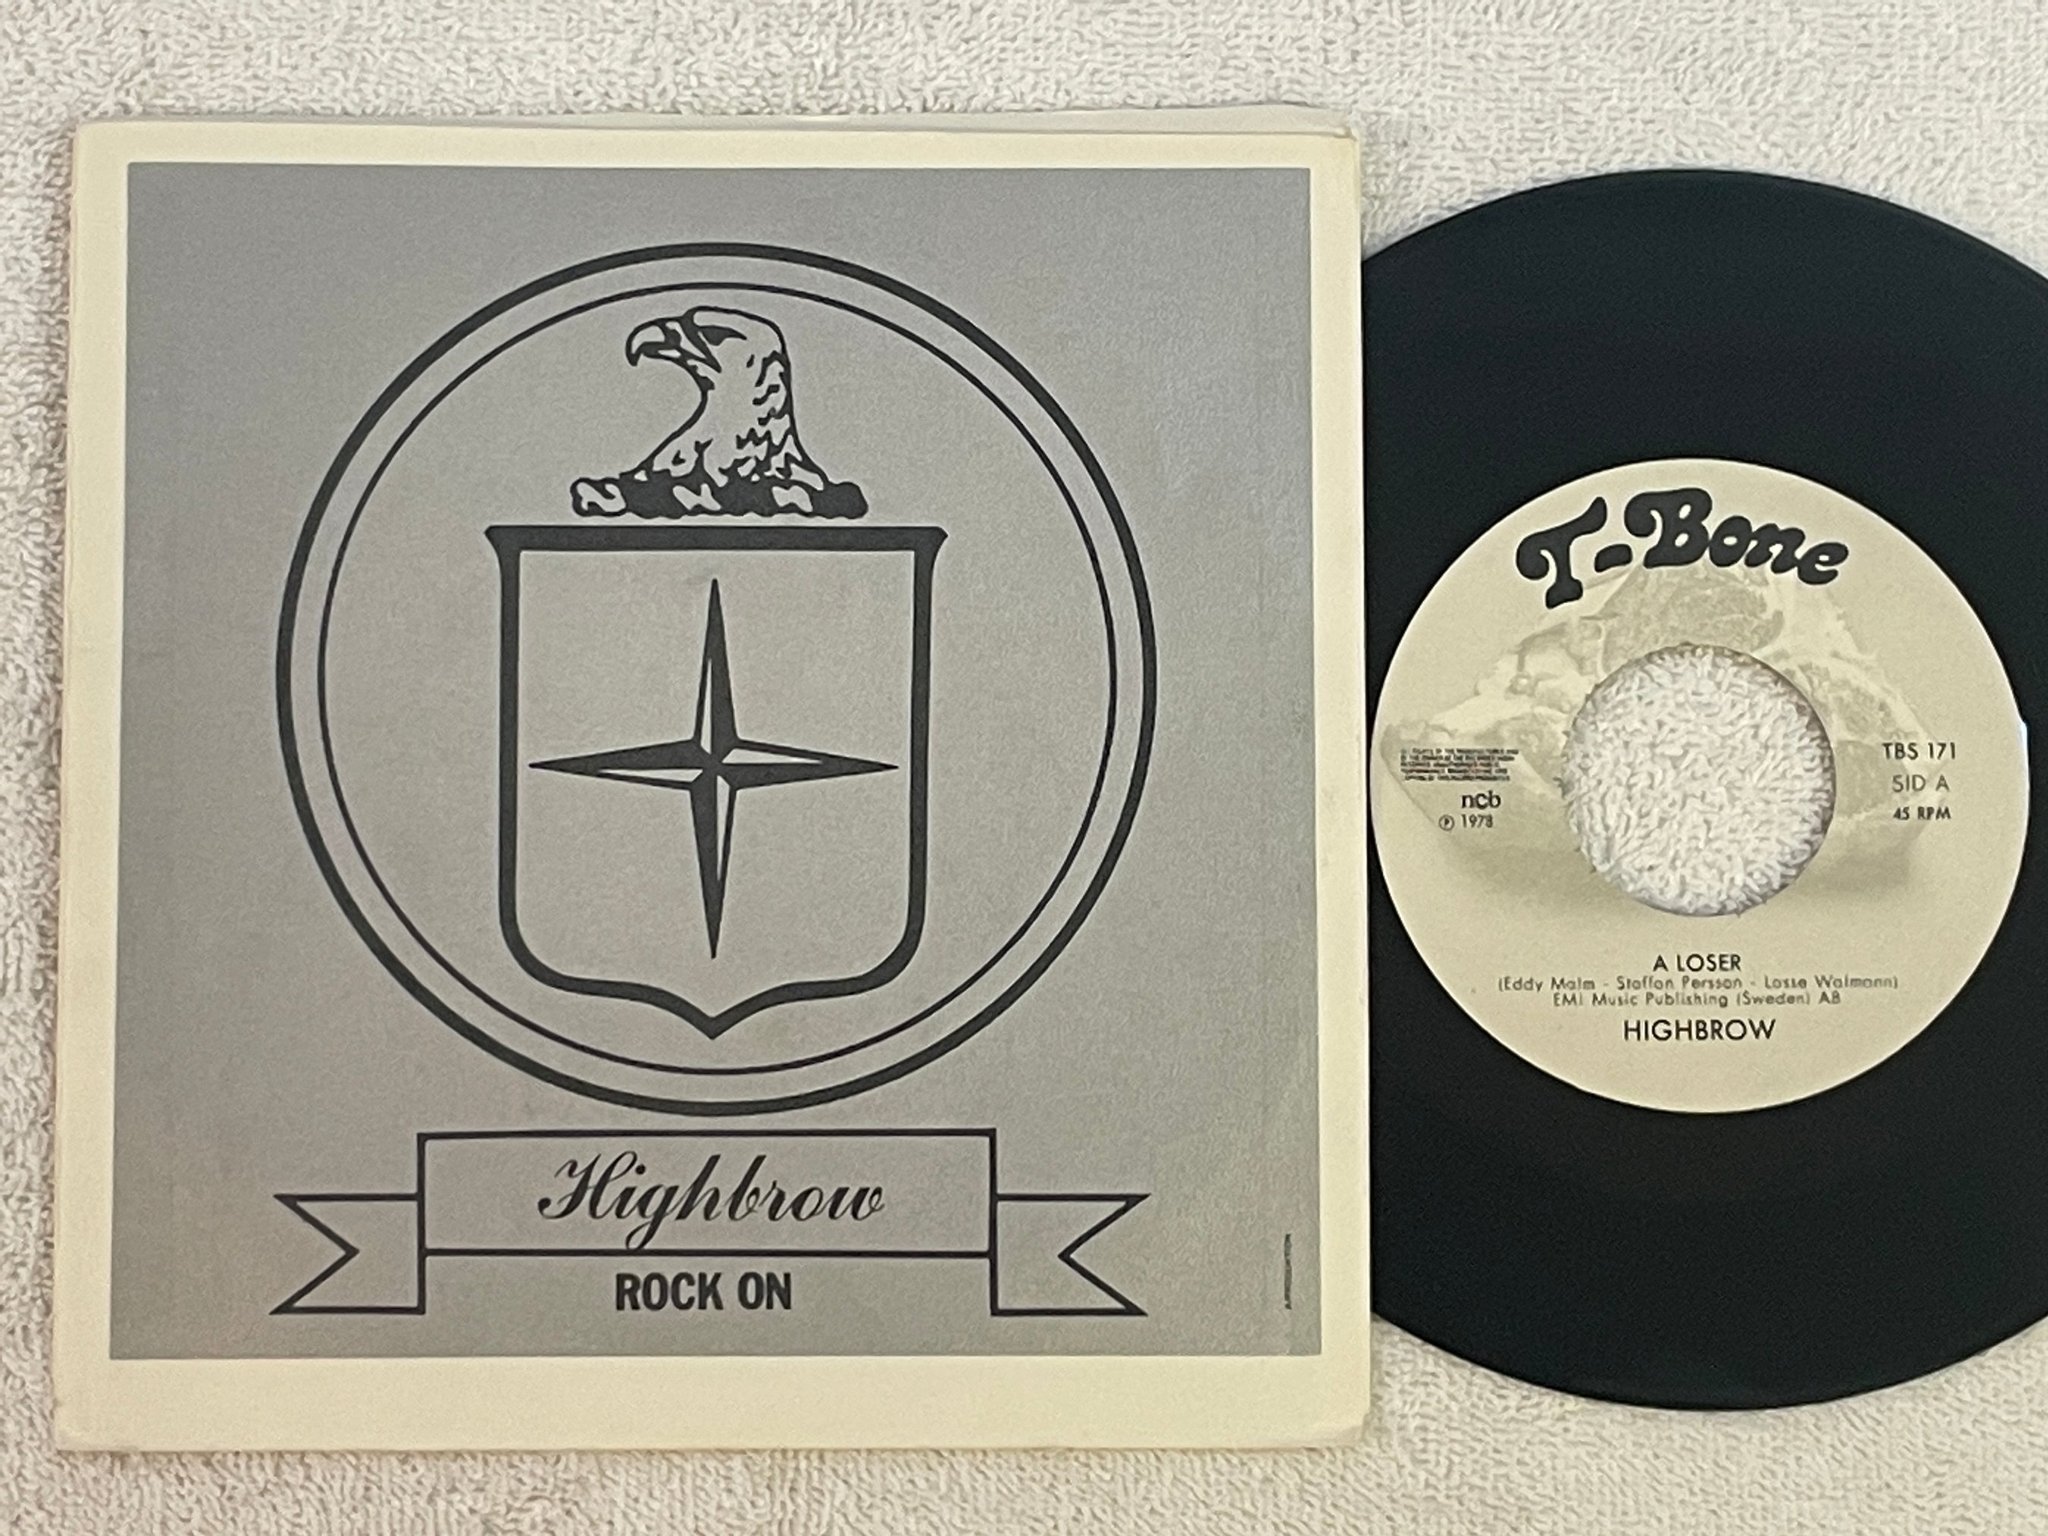 Highbrow
ROCK ON
T-Bone
TBS 171
SID A
45 RPM
ncb
℗ 1978
A LOSER
(Eddy Malm - Staffan Persson - Lasse Walmann)
EMI Music Publishing (Sweden) AB
HIGHBROW